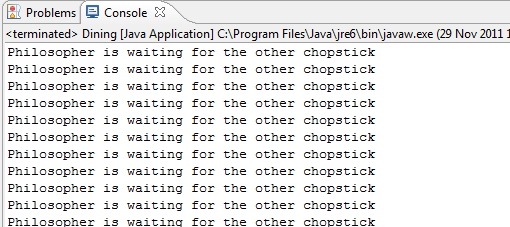 Problems Console
<terminated> Dining [Java Application] C:\Program Files\Java\jre6\bin\javaw.exe (29 Nov 2011 1
Philosopher is waiting for the other chopstick
Philosopher is waiting for the other chopstick
Philosopher is waiting for the other chopstick
Philosopher is waiting for the other chopstick
Philosopher is waiting for the other chopstick
Philosopher is waiting for the other chopstick
Philosopher is waiting for the other chopstick
Philosopher is waiting for the other chopstick
Philosopher is waiting for the other chopstick
Philosopher is waiting for the other chopstick
Philosopher is waiting for the other chopstick